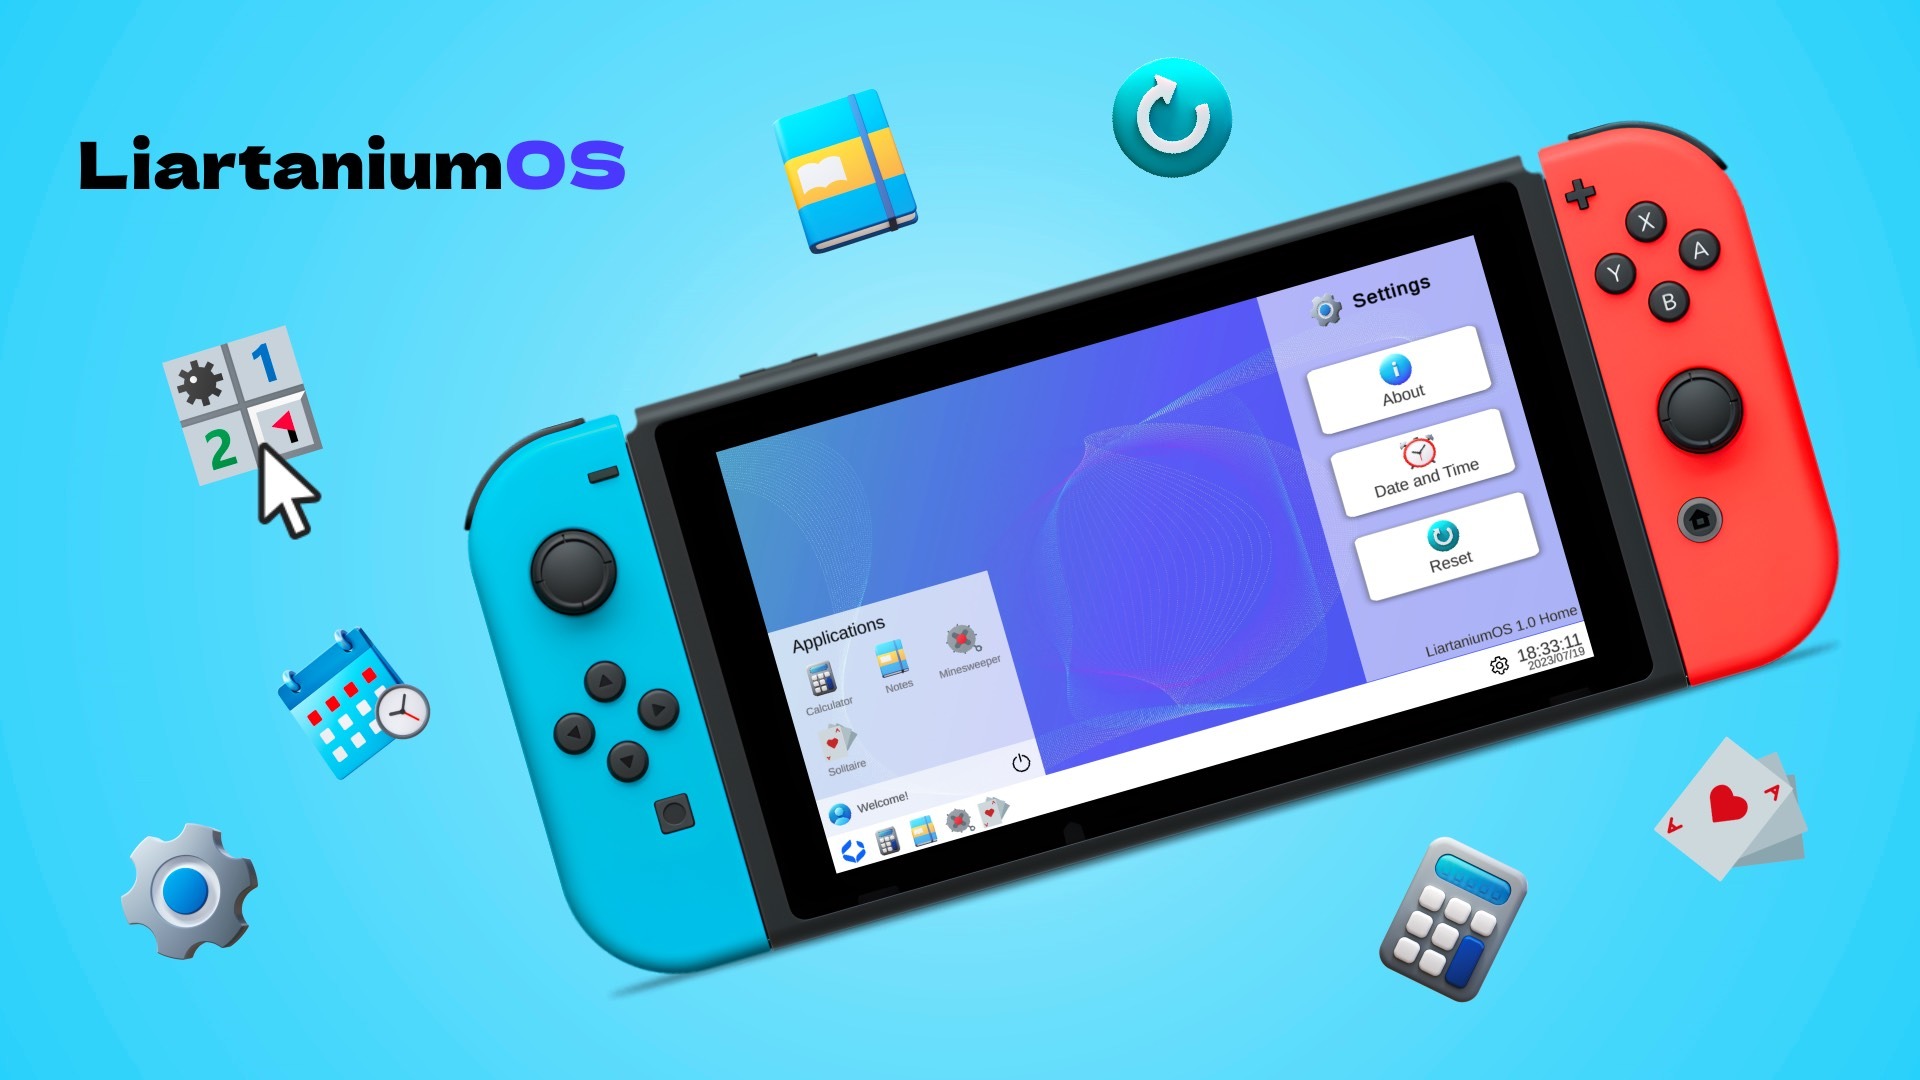 LiartaniumOS
1
2
X
A
Y
B
Settings
About
Date and Time
Reset
LiartaniumOS 1.0 Home
18:33:11
2023/07/19
Applications
Calculator
Notes
Minesweeper
Solitaire
Welcome!
A
A